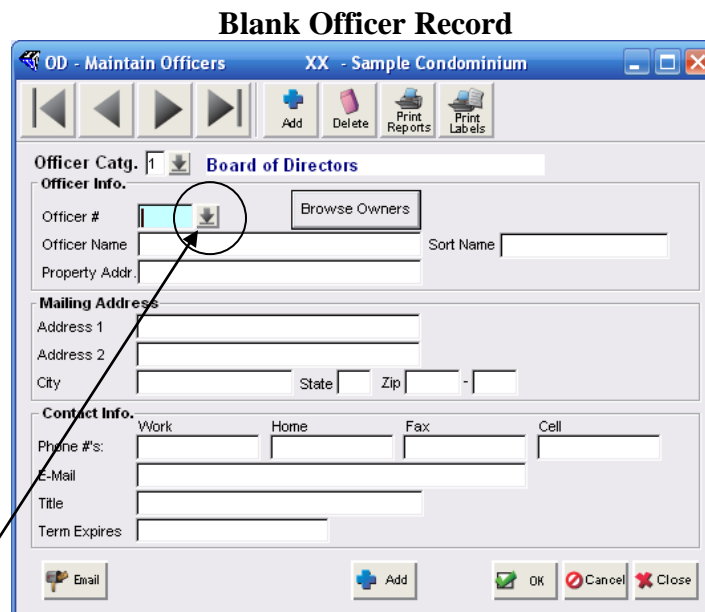 Blank Officer Record
OD - Maintain Officers XX - Sample Condominium
Add Delete Print Reports Print Labels
Officer Catg. 1 Board of Directors
Officer Info.
Officer # Browse Owners
Officer Name Sort Name
Property Addr.
Mailing Address
Address 1
Address 2
City State Zip -
Contact Info.
Work Home Fax Cell
Phone #'s:
E-Mail
Title
Term Expires
Email Add OK Cancel Close